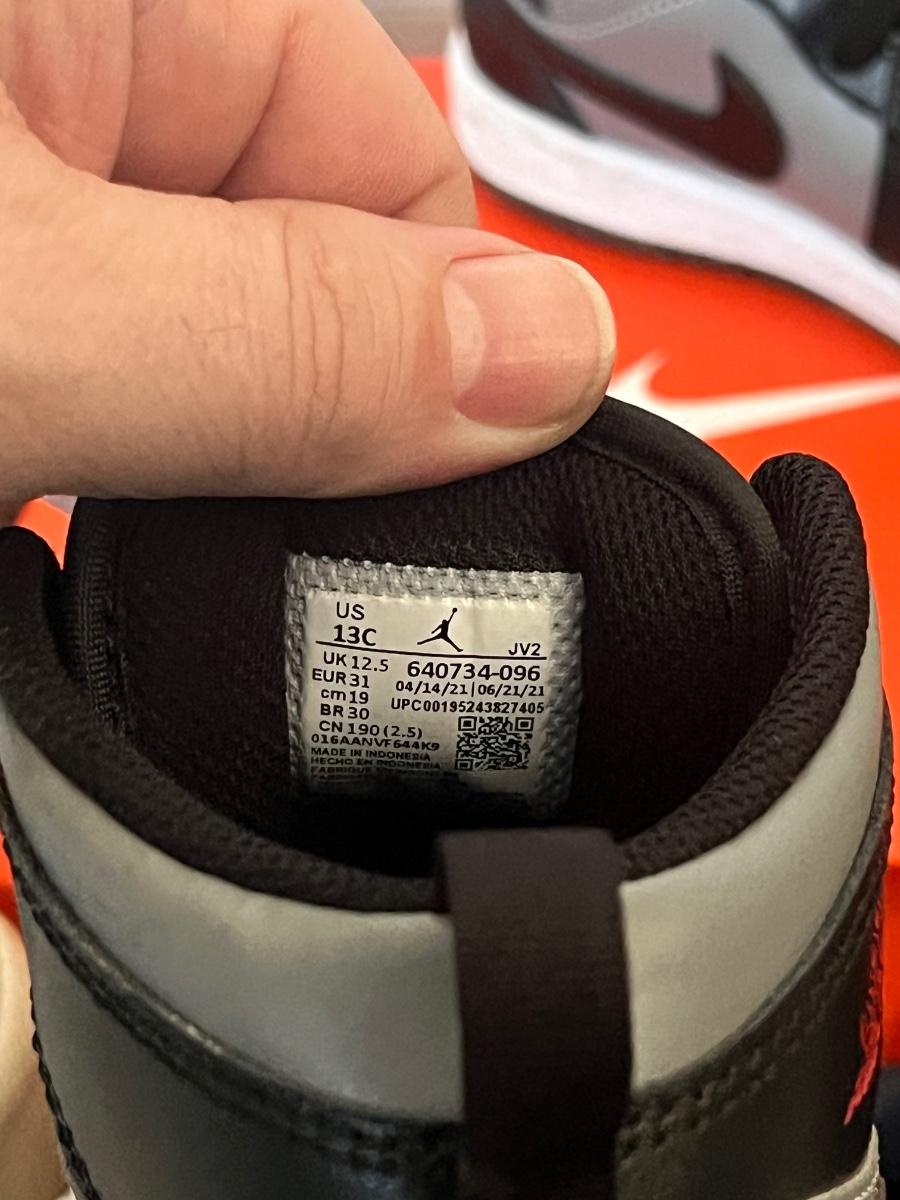 US
13C
JV2
UK 12.5
640734-096
EUR 31
04/14/21|06/21/21
cm 19
UPC00195243827405
BR 30
CN 190 (2.5)
016AANVF644K9
MADE IN INDONESIA
HECHO EN INDONESIA
FABRIQUE